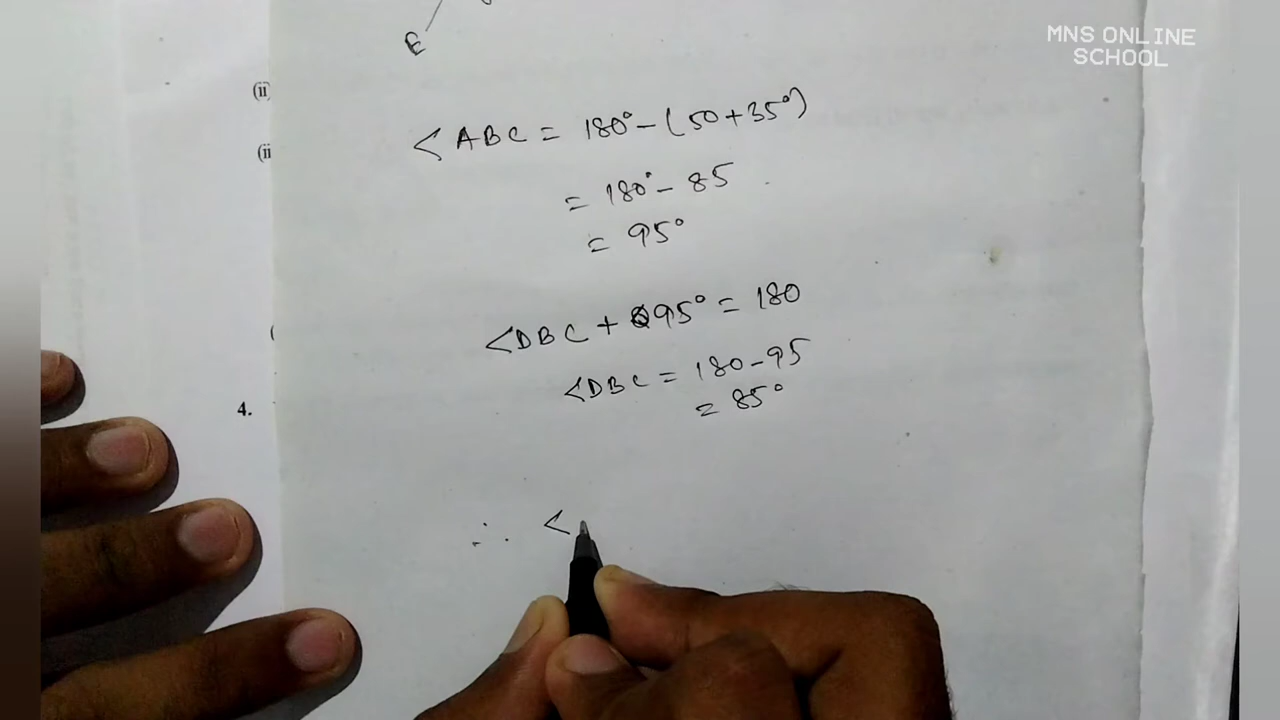 MNS ONLINE
SCHOOL
E
(ii)
<ABC = 180° - (50+35°)
(ii
= 180° - 85
= 95°
<DBC + 95° = 180
(
<DBC = 180 - 95
= 85°
4.
∴ <